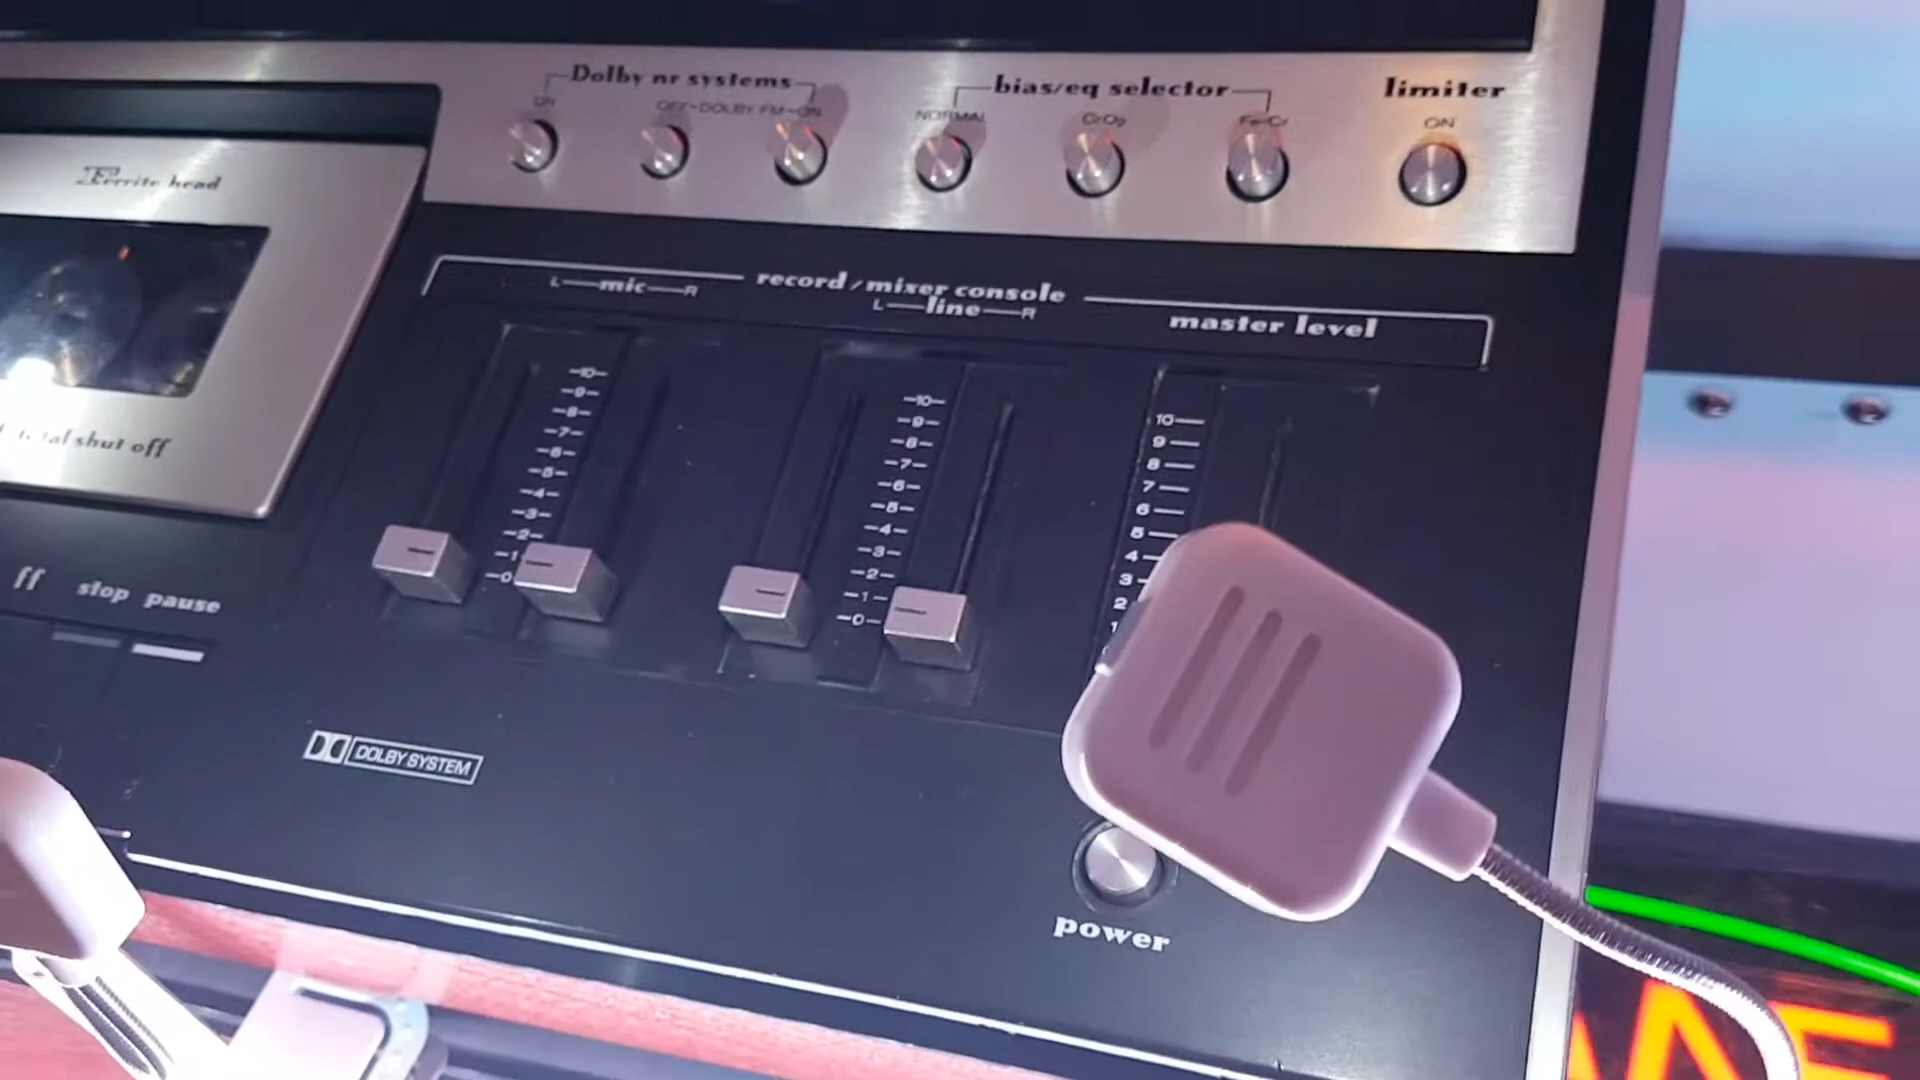 Dolby nr systems
bias/eq selector
limiter
ON
OFF-DOLBY FM-ON
NORMAL
CrO₂
Fe-Cr
ON
Ferrite head
record/mixer console
L mic R
L line R
master level
10
9
8
7
6
5
4
3
2
1
0
10
9
8
7
6
5
4
3
2
1
0
10
9
8
7
6
5
4
3
2
1
shut off
ff stop pause
DOLBY SYSTEM
power